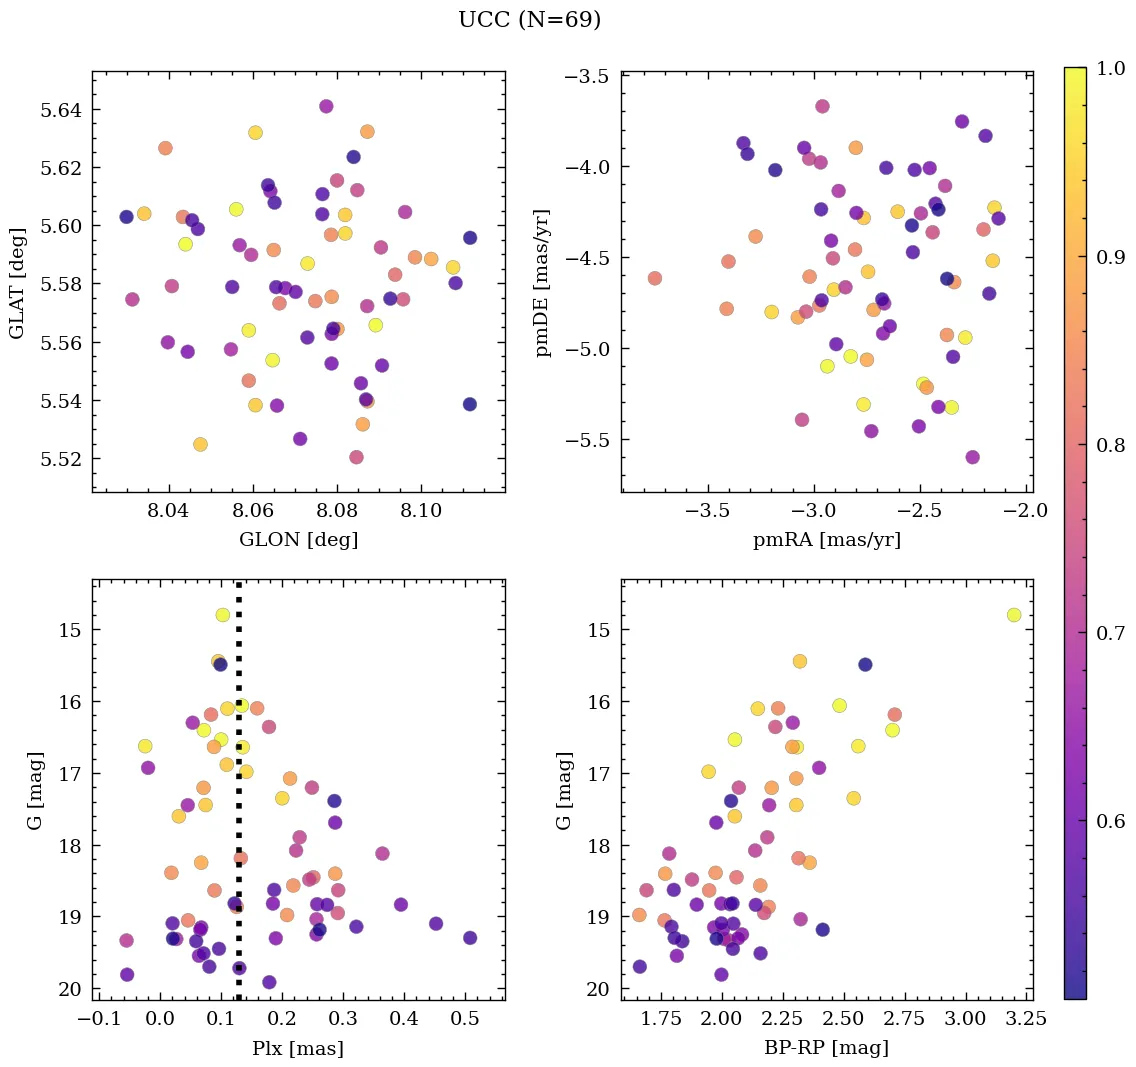 UCC (N=69)
5.64
5.62
5.60
5.58
5.56
5.54
5.52
GLAT [deg]
8.04 8.06 8.08 8.10
GLON [deg]
−3.5
−4.0
−4.5
−5.0
−5.5
pmDE [mas/yr]
−3.5 −3.0 −2.5 −2.0
pmRA [mas/yr]
15
16
17
18
19
20
G [mag]
−0.1 0.0 0.1 0.2 0.3 0.4 0.5
Plx [mas]
15
16
17
18
19
20
G [mag]
1.75 2.00 2.25 2.50 2.75 3.00 3.25
BP-RP [mag]
1.0
0.9
0.8
0.7
0.6